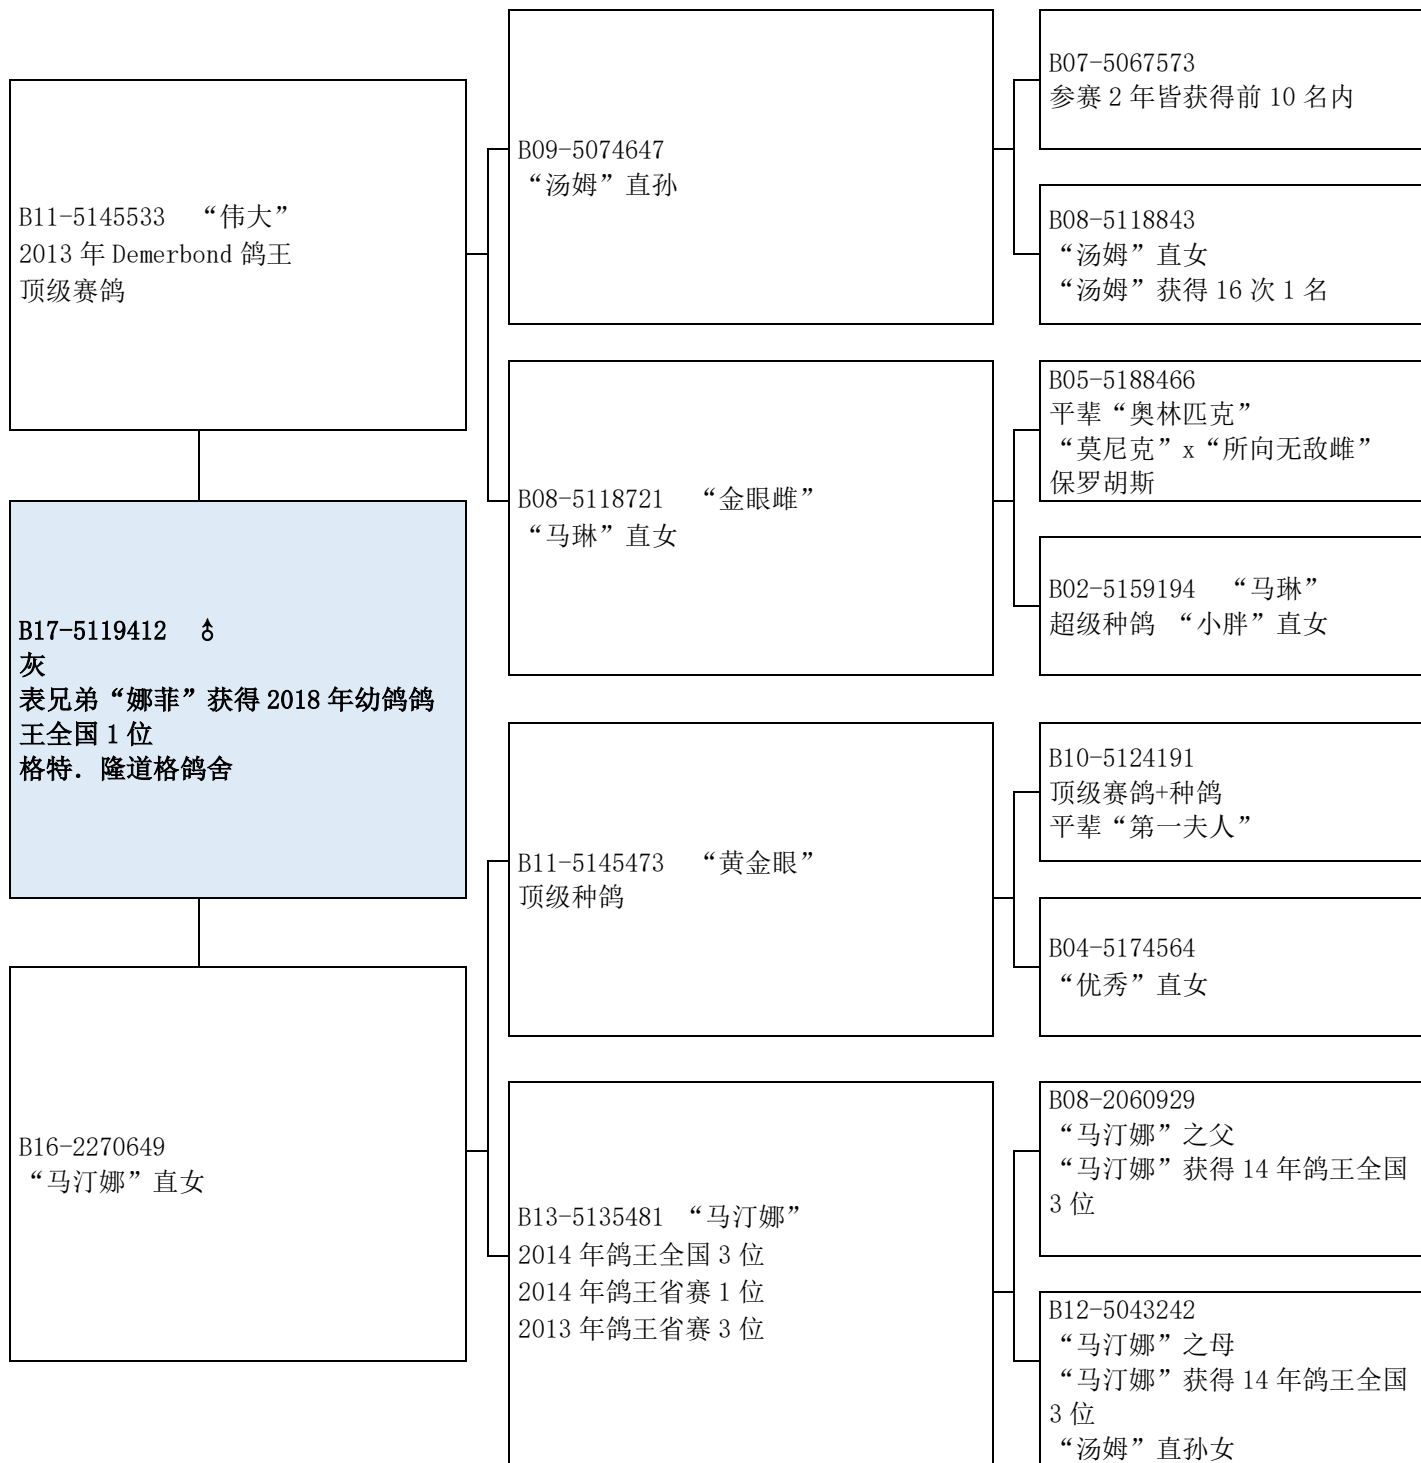 B11-5145533 “伟大”
2013 年 Demerbond 鸽王
顶级赛鸽
B17-5119412 ♂
灰
表兄弟“娜菲”获得 2018 年幼鸽鸽
王全国 1 位
格特．隆道格鸽舍
B16-2270649
“马汀娜”直女
B09-5074647
“汤姆”直孙
B08-5118721 “金眼雌”
“马琳”直女
B11-5145473 “黄金眼”
顶级种鸽
B13-5135481 “马汀娜”
2014 年鸽王全国 3 位
2014 年鸽王省赛 1 位
2013 年鸽王省赛 3 位
B07-5067573
参赛 2 年皆获得前 10 名内
B08-5118843
“汤姆”直女
“汤姆”获得 16 次 1 名
B05-5188466
平辈“奥林匹克”
“莫尼克”x“所向无敌雌”
保罗胡斯
B02-5159194 “马琳”
超级种鸽 “小胖”直女
B10-5124191
顶级赛鸽+种鸽
平辈“第一夫人”
B04-5174564
“优秀”直女
B08-2060929
“马汀娜”之父
“马汀娜”获得 14 年鸽王全国
3 位
B12-5043242
“马汀娜”之母
“马汀娜”获得 14 年鸽王全国
3 位
“汤姆”直孙女